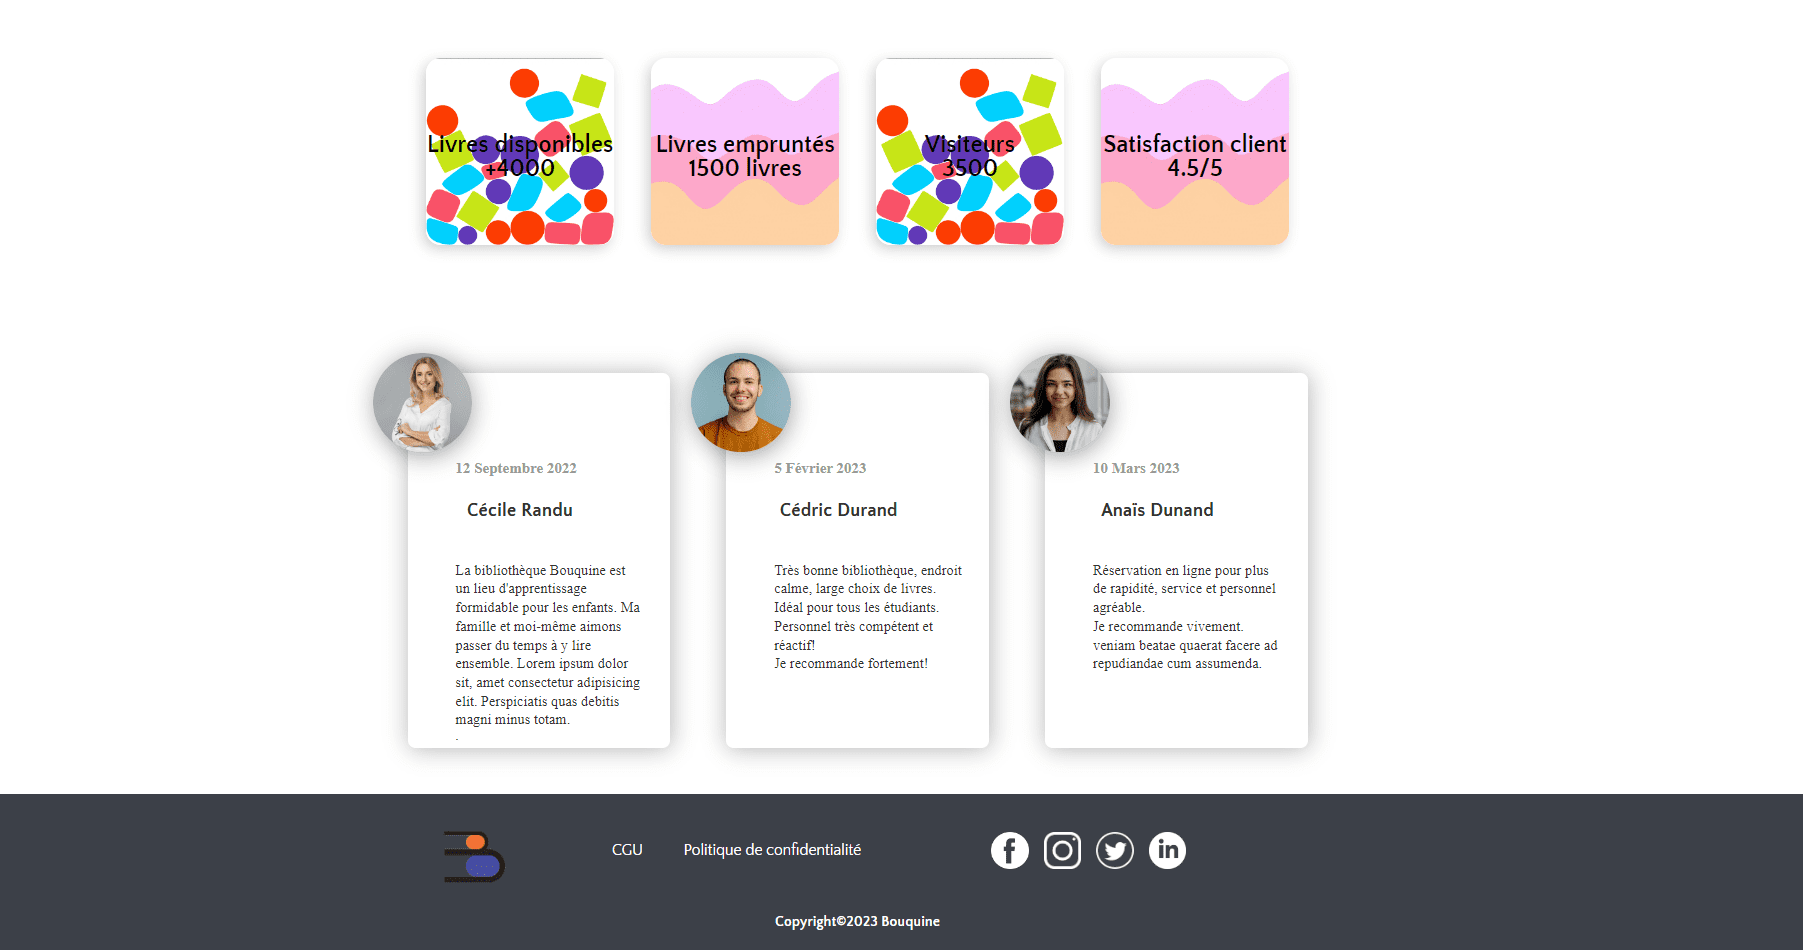 Livres disponibles
+4000
Livres empruntés
1500 livres
Visiteurs
3500
Satisfaction client
4.5/5
12 Septembre 2022
Cécile Randu
La bibliothèque Bouquine est
un lieu d'apprentissage
formidable pour les enfants. Ma
famille et moi-même aimons
passer du temps à y lire
ensemble. Lorem ipsum dolor
sit, amet consectetur adipisicing
elit. Perspiciatis quas debitis
magni minus totam.
.
5 Février 2023
Cédric Durand
Très bonne bibliothèque, endroit
calme, large choix de livres.
Idéal pour tous les étudiants.
Personnel très compétent et
réactif!
Je recommande fortement!
10 Mars 2023
Anaïs Dunand
Réservation en ligne pour plus
de rapidité, service et personnel
agréable.
Je recommande vivement.
veniam beatae quaerat facere ad
repudiandae cum assumenda.
CGU
Politique de confidentialité
Copyright©2023 Bouquine